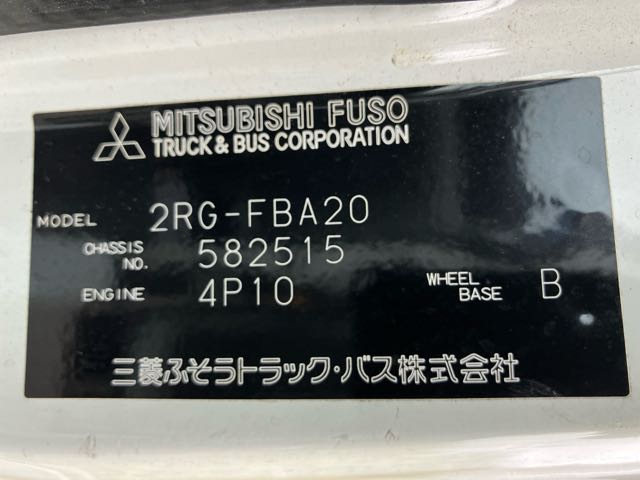 MITSUBISHI FUSO
TRUCK & BUS CORPORATION
MODEL 2RG-FBA20
CHASSIS NO. 582515
ENGINE 4P10 WHEEL BASE B
三菱ふそうトラック・バス株式会社